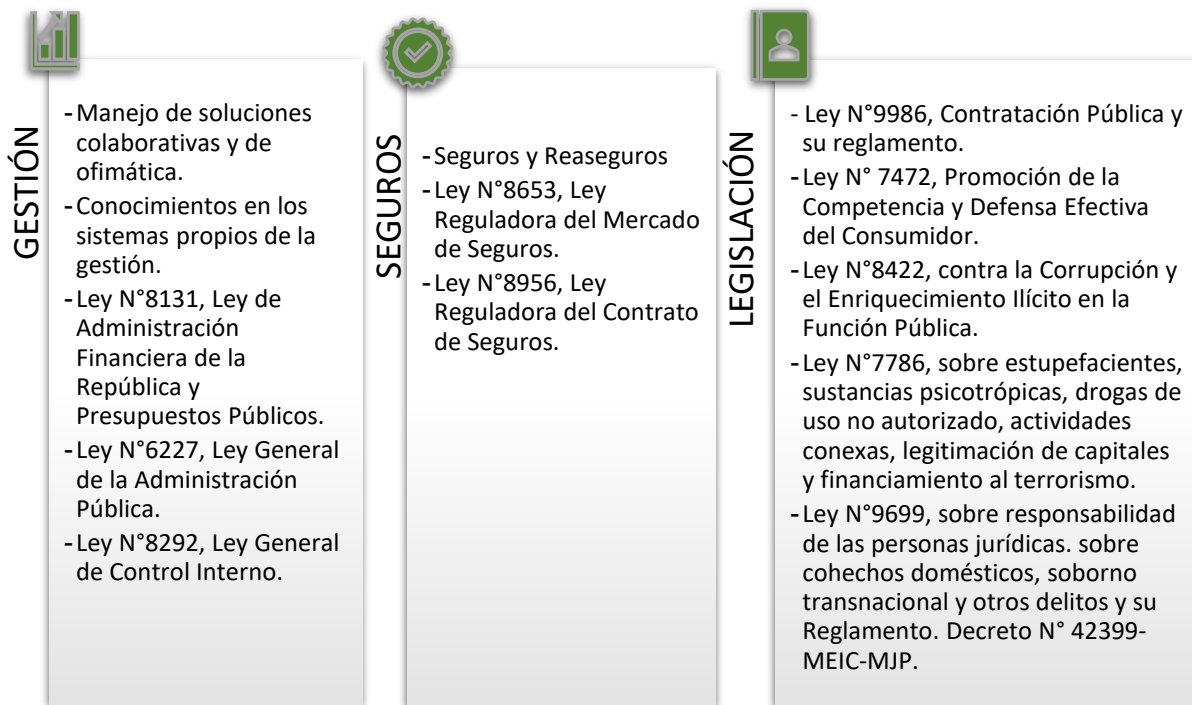 GESTIÓN
- Manejo de soluciones
colaborativas y de
ofimática.
- Conocimientos en los
sistemas propios de la
gestión.
- Ley N°8131, Ley de
Administración
Financiera de la
República y
Presupuestos Públicos.
- Ley N°6227, Ley General
de la Administración
Pública.
- Ley N°8292, Ley General
de Control Interno.
SEGUROS
- Seguros y Reaseguros
- Ley N°8653, Ley
Reguladora del Mercado
de Seguros.
- Ley N°8956, Ley
Reguladora del Contrato
de Seguros.
LEGISLACIÓN
- Ley N°9986, Contratación Pública y
su reglamento.
- Ley N° 7472, Promoción de la
Competencia y Defensa Efectiva
del Consumidor.
- Ley N°8422, contra la Corrupción y
el Enriquecimiento Ilícito en la
Función Pública.
- Ley N°7786, sobre estupefacientes,
sustancias psicotrópicas, drogas de
uso no autorizado, actividades
conexas, legitimación de capitales
y financiamiento al terrorismo.
- Ley N°9699, sobre responsabilidad
de las personas jurídicas. sobre
cohechos domésticos, soborno
transnacional y otros delitos y su
Reglamento. Decreto N° 42399-
MEIC-MJP.